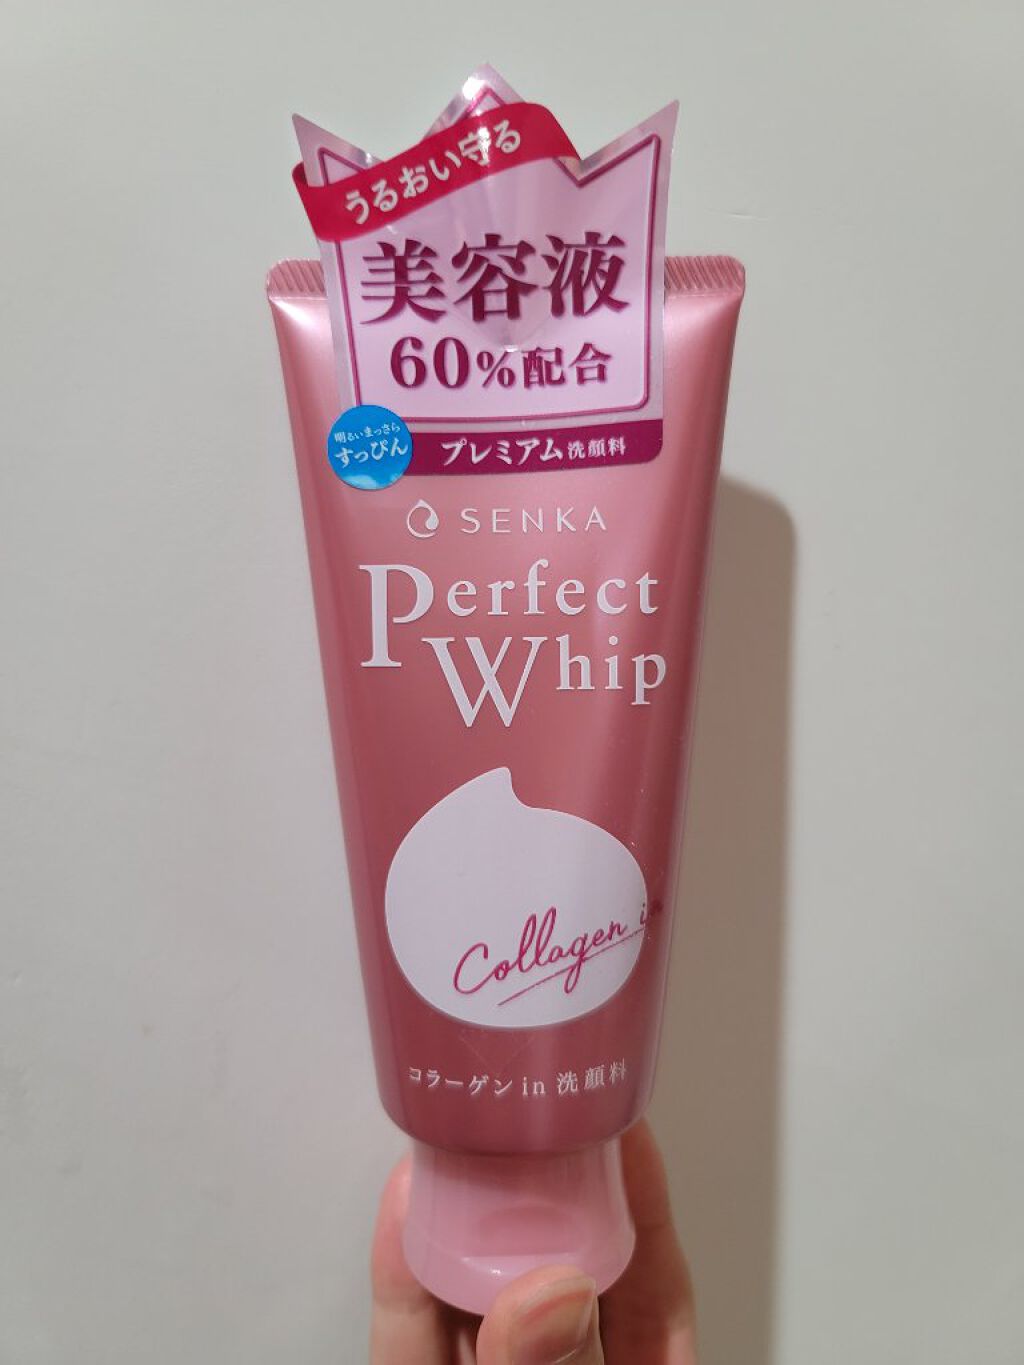 うるおい守る
美容液
60%配合
明るいまっさら
すっぴん
プレミアム洗顔料
SENKA
Perfect
Whip
Collagen in
コラーゲン in 洗顔料